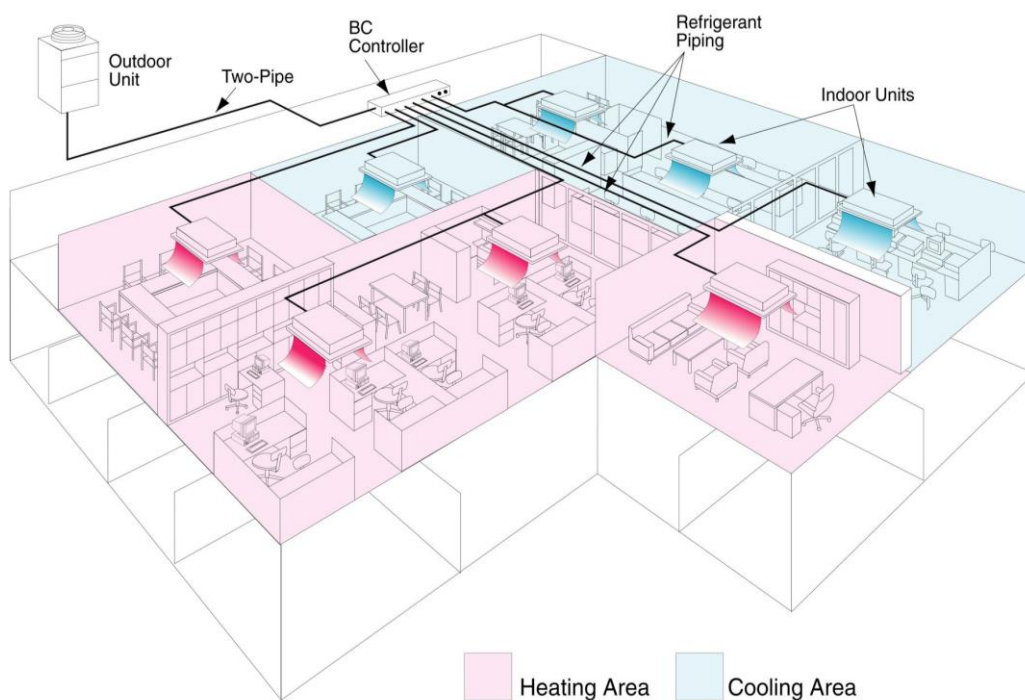 Outdoor
Unit
Two-Pipe
BC
Controller
Refrigerant
Piping
Indoor Units
Heating Area
Cooling Area